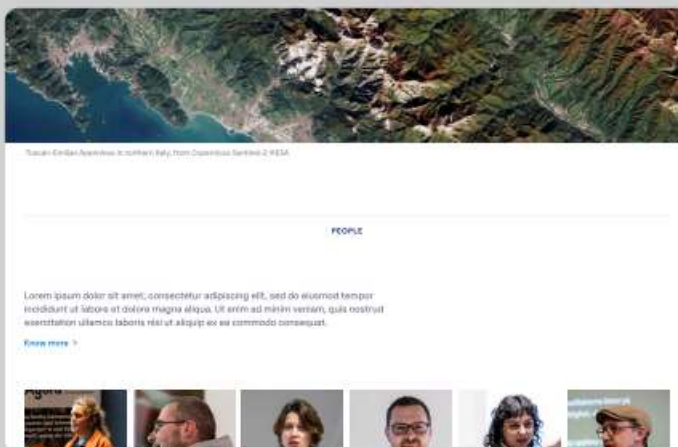 Tuscan-Emilian Apennines in northern Italy, from Copernicus Sentinel-2 ©ESA
PEOPLE
Lorem ipsum dolor sit amet, consectetur adipiscing elit, sed do eiusmod tempor
incididunt ut labore et dolore magna aliqua. Ut enim ad minim veniam, quis nostrud
exercitation ullamco laboris nisi ut aliquip ex ea commodo consequat.
Know more >
Agora